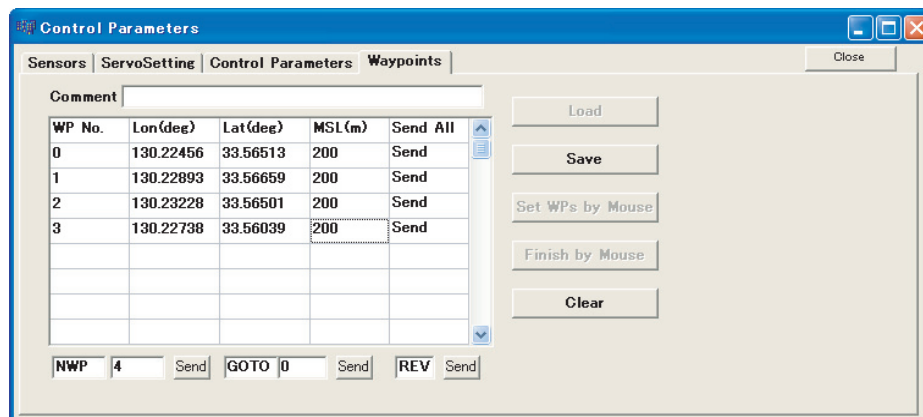 Control Parameters
Close
Sensors ServoSetting Control Parameters Waypoints
Comment
Load
WP No. Lon(deg) Lat(deg) MSL(m) Send All
0 130.22456 33.56513 200 Send
Save
1 130.22893 33.56659 200 Send
2 130.23228 33.56501 200 Send
Set WPs by Mouse
3 130.22738 33.56039 200 Send
Finish by Mouse
Clear
NWP 4 Send GOTO 0 Send REV Send